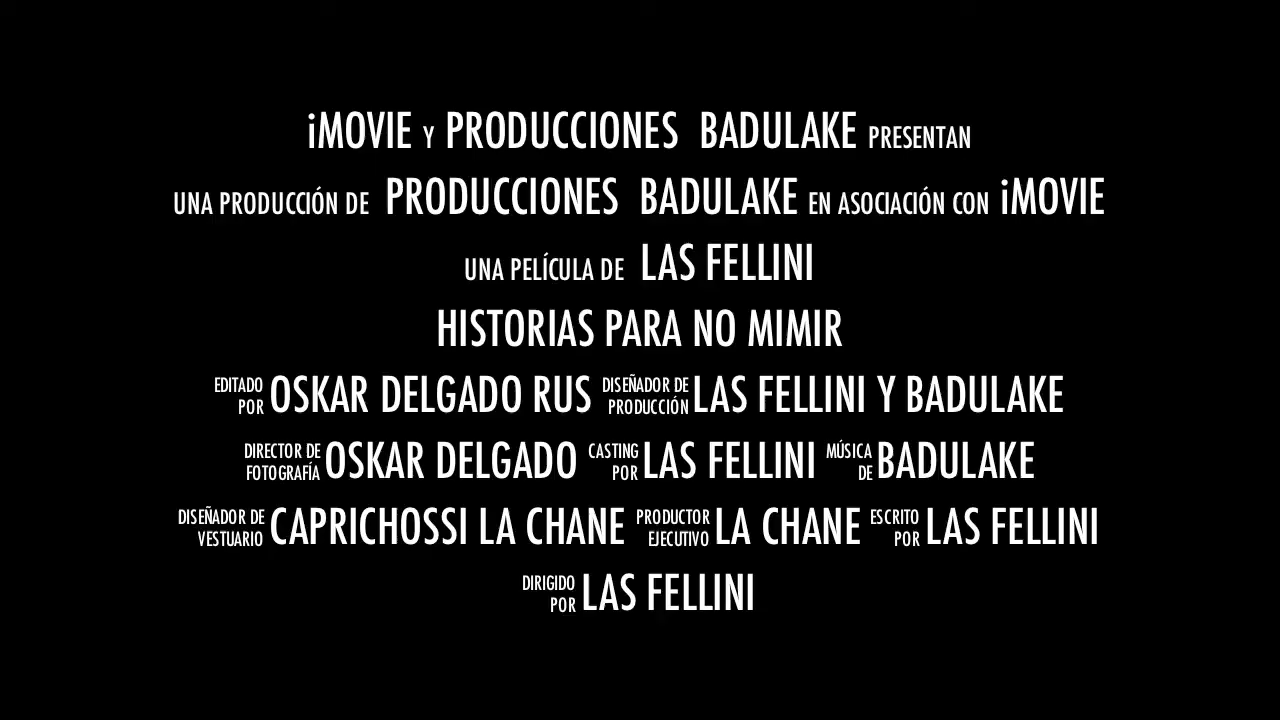 iMOVIE Y PRODUCCIONES BADULAKE PRESENTAN
UNA PRODUCCIÓN DE PRODUCCIONES BADULAKE EN ASOCIACIÓN CON iMOVIE
UNA PELÍCULA DE LAS FELLINI
HISTORIAS PARA NO MIMIR
EDITADO POR OSKAR DELGADO RUS DISEÑADOR DE PRODUCCIÓN LAS FELLINI Y BADULAKE
DIRECTOR DE FOTOGRAFÍA OSKAR DELGADO CASTING POR LAS FELLINI MÚSICA DE BADULAKE
DISEÑADOR DE VESTUARIO CAPRICHOSSI LA CHANE PRODUCTOR EJECUTIVO LA CHANE ESCRITO POR LAS FELLINI
DIRIGIDO POR LAS FELLINI